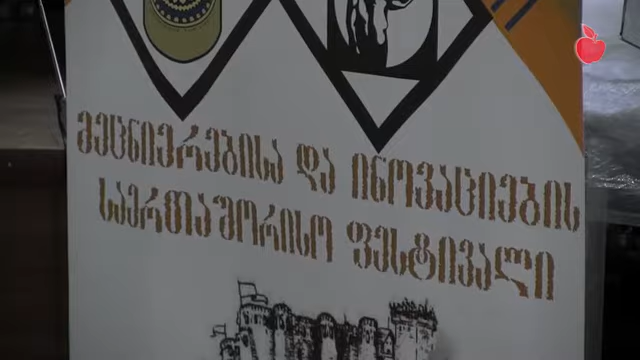 მეცნიერებისა და ინოვაციების
საერთაშორისო ფესტივალი